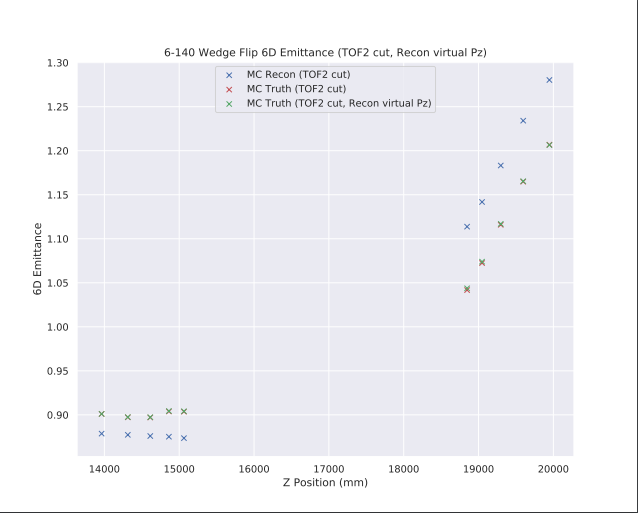 6-140 Wedge Flip 6D Emittance (TOF2 cut, Recon virtual Pz)
MC Recon (TOF2 cut)
MC Truth (TOF2 cut)
MC Truth (TOF2 cut, Recon virtual Pz)
6D Emittance
1.30
1.25
1.20
1.15
1.10
1.05
1.00
0.95
0.90
14000 15000 16000 17000 18000 19000 20000
Z Position (mm)